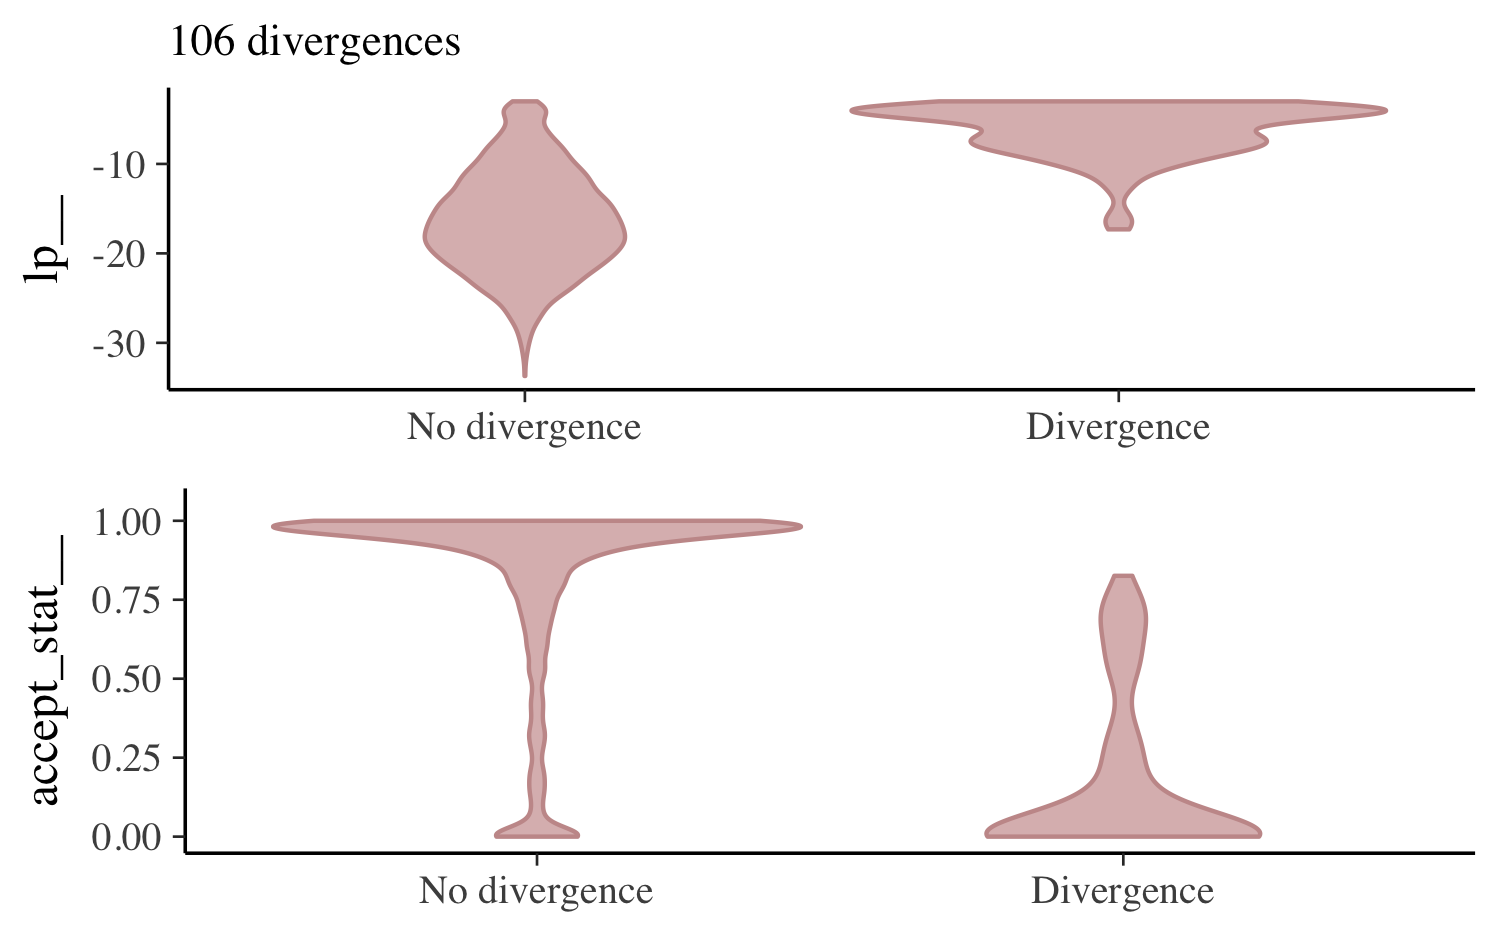 106 divergences
lp__
-10
-20
-30
No divergence
Divergence
accept_stat__
1.00
0.75
0.50
0.25
0.00
No divergence
Divergence